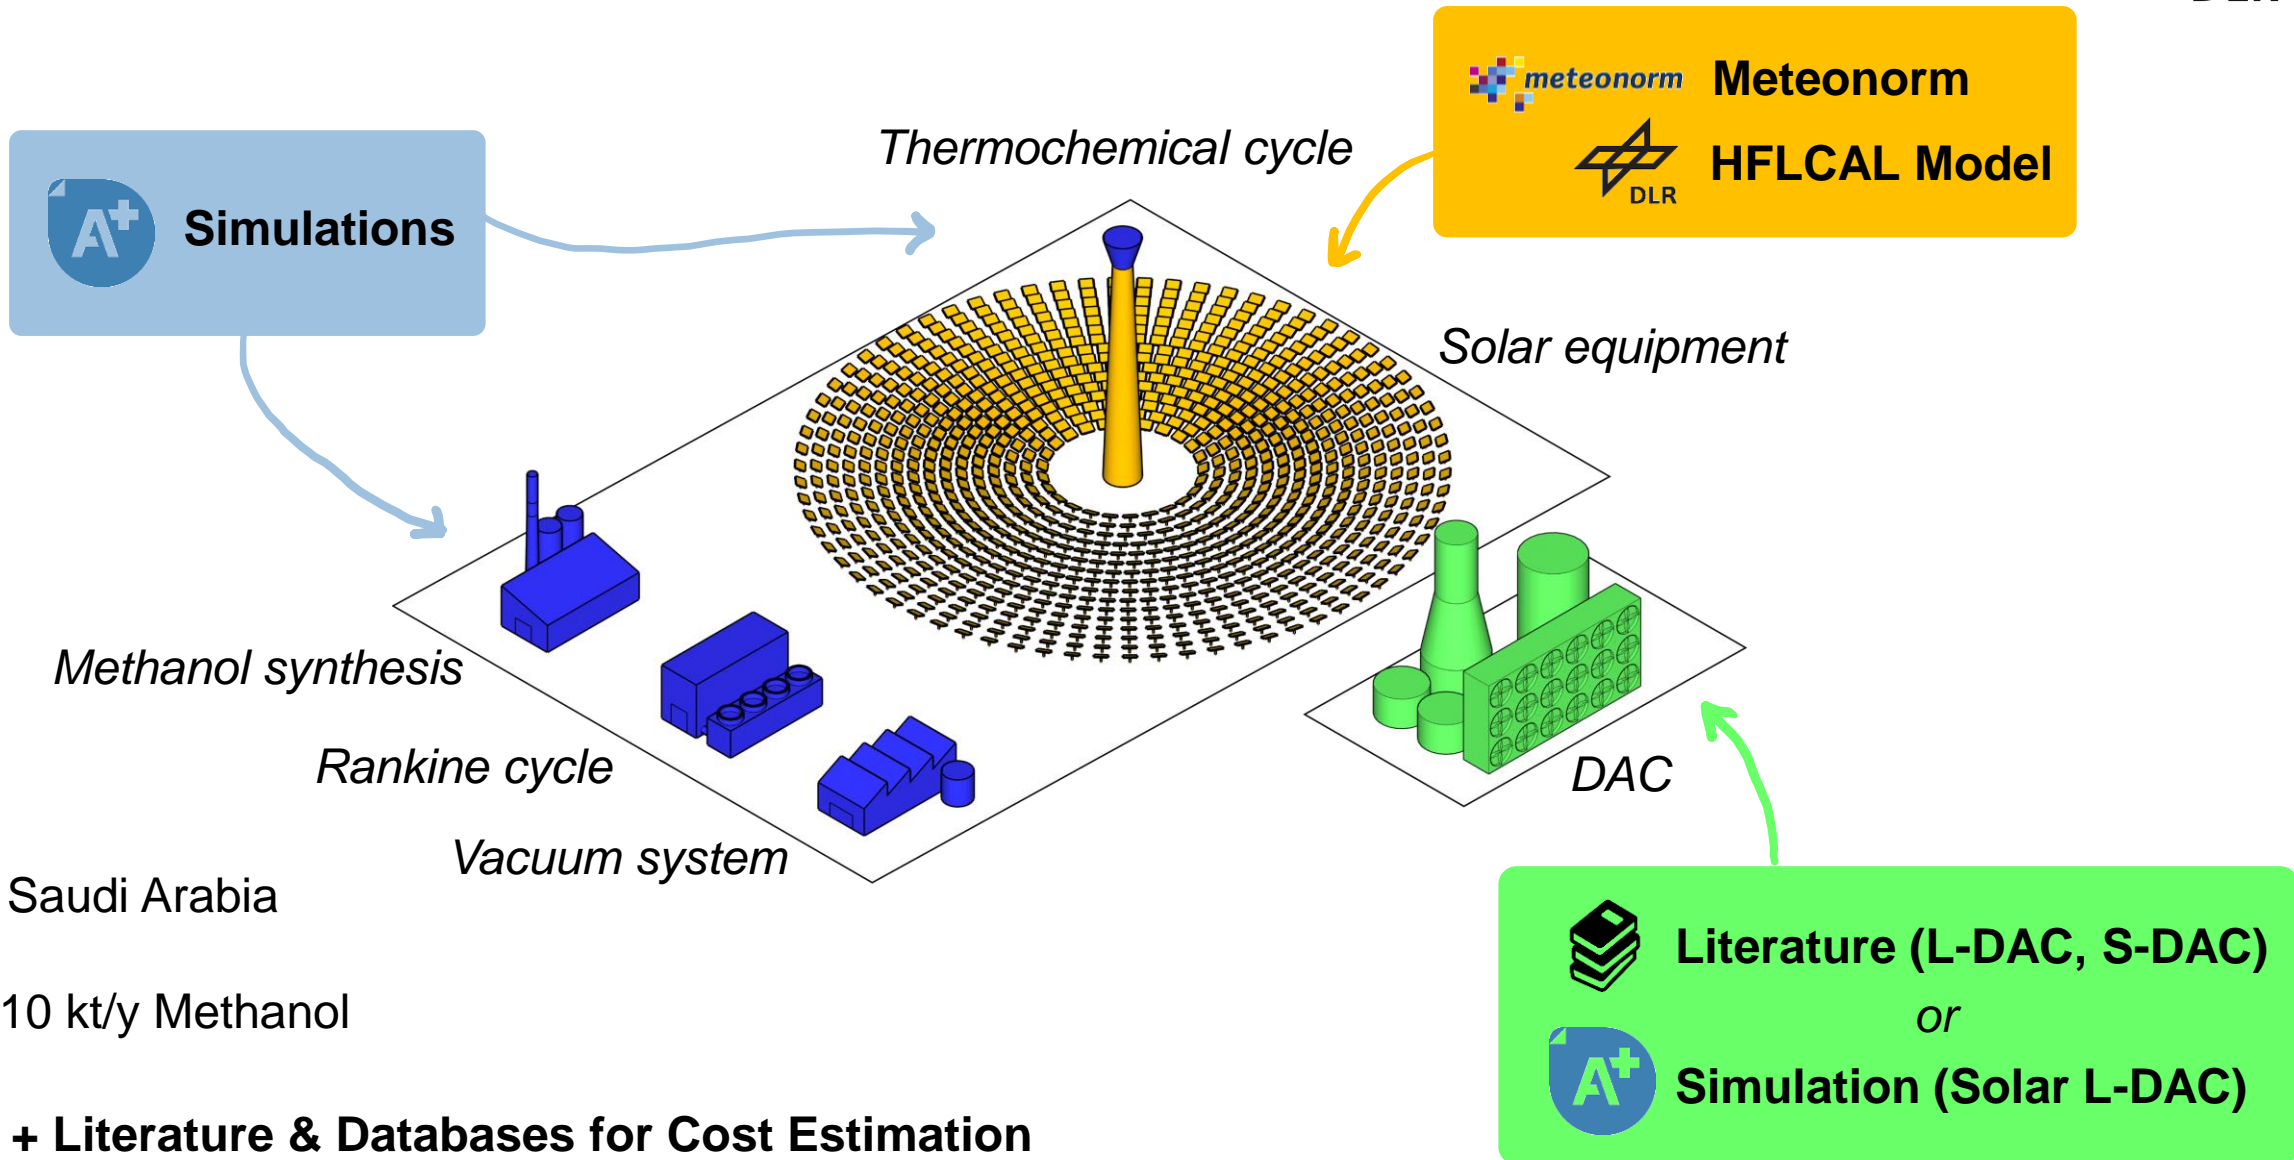 meteonorm Meteonorm
DLR HFLCAL Model
Thermochemical cycle
A+ Simulations
Solar equipment
Methanol synthesis
Rankine cycle
Vacuum system
DAC
Saudi Arabia
10 kt/y Methanol
+ Literature & Databases for Cost Estimation
Literature (L-DAC, S-DAC)
or
A+ Simulation (Solar L-DAC)